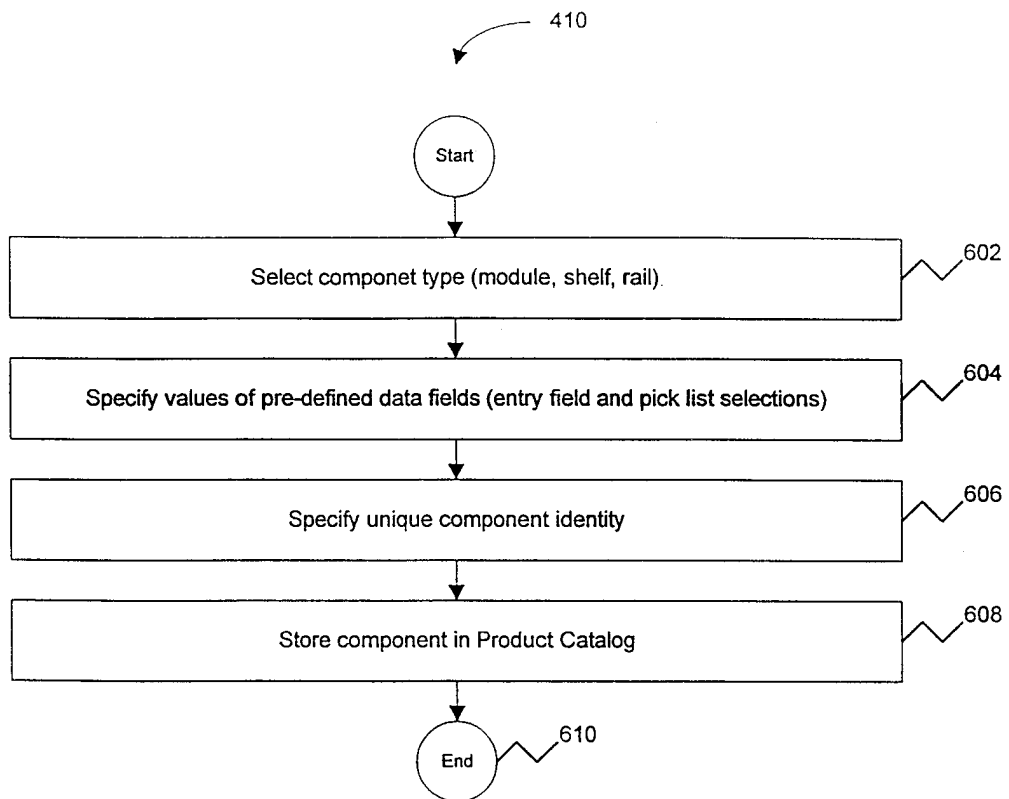 410
Start
Select componet type (module, shelf, rail).
602
Specify values of pre-defined data fields (entry field and pick list selections)
604
Specify unique component identity
606
Store component in Product Catalog
608
End
610